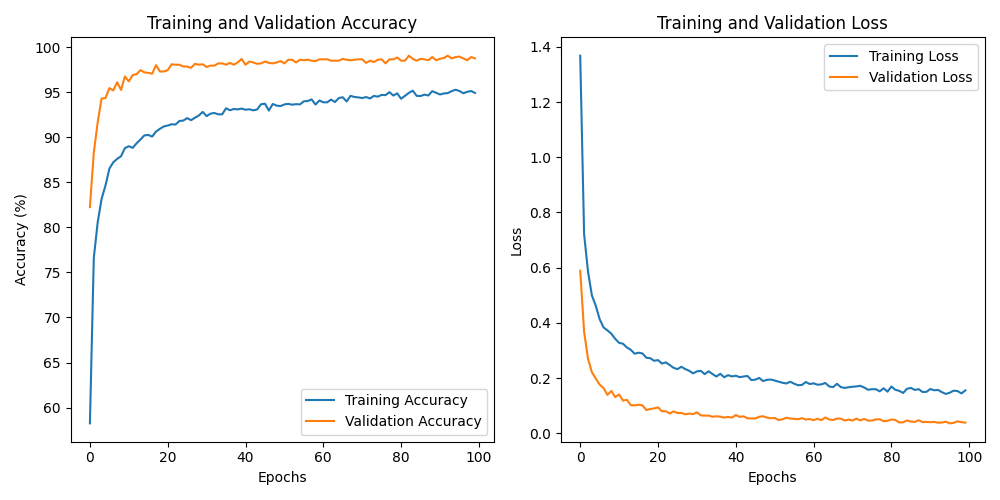 Training and Validation Accuracy
Accuracy (%)
100
95
90
85
80
75
70
65
60
Training Accuracy
Validation Accuracy
0
20
40
60
80
100
Epochs
Training and Validation Loss
Loss
1.4
1.2
1.0
0.8
0.6
0.4
0.2
0.0
Training Loss
Validation Loss
0
20
40
60
80
100
Epochs